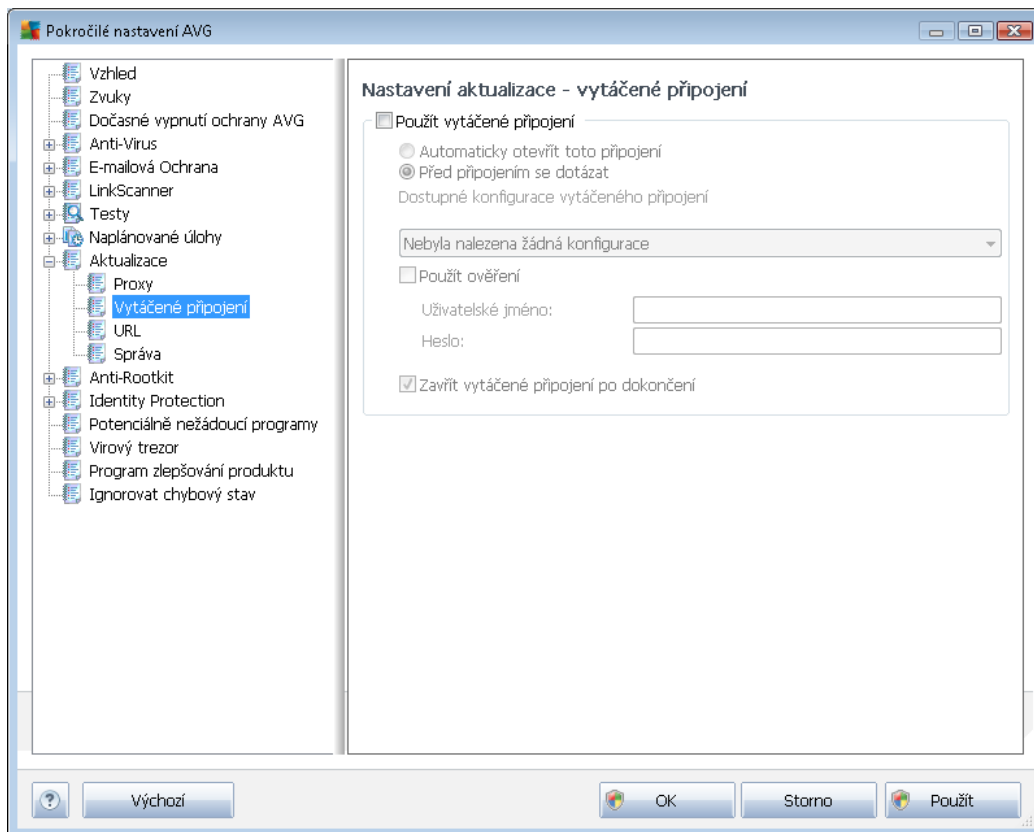 Pokročilé nastavení AVG
Vzhled
Zvuky
Dočasné vypnutí ochrany AVG
Anti-Virus
E-mailová Ochrana
LinkScanner
Testy
Naplánované úlohy
Aktualizace
Proxy
Vytáčené připojení
URL
Správa
Anti-Rootkit
Identity Protection
Potenciálně nežádoucí programy
Virový trezor
Program zlepšování produktu
Ignorovat chybový stav
Nastavení aktualizace - vytáčené připojení
Použít vytáčené připojení
Automaticky otevřít toto připojení
Před připojením se dotázat
Dostupné konfigurace vytáčeného připojení
Nebyla nalezena žádná konfigurace
Použít ověření
Uživatelské jméno:
Heslo:
Zavřít vytáčené připojení po dokončení
?
Výchozí
OK
Storno
Použít